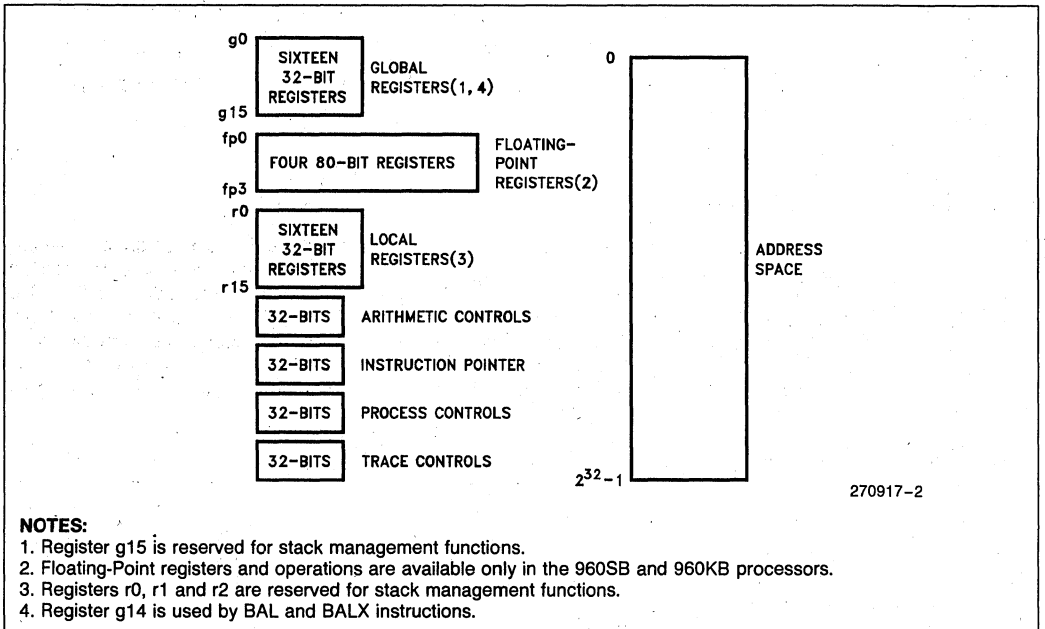 g0
SIXTEEN
32-BIT
REGISTERS
g15
GLOBAL
REGISTERS(1, 4)
fp0
FOUR 80-BIT REGISTERS
fp3
FLOATING-
POINT
REGISTERS(2)
r0
SIXTEEN
32-BIT
REGISTERS
r15
LOCAL
REGISTERS(3)
32-BITS ARITHMETIC CONTROLS
32-BITS INSTRUCTION POINTER
32-BITS PROCESS CONTROLS
32-BITS TRACE CONTROLS
0
ADDRESS
SPACE
2³²-1
270917-2
NOTES:
1. Register g15 is reserved for stack management functions.
2. Floating-Point registers and operations are available only in the 960SB and 960KB processors.
3. Registers r0, r1 and r2 are reserved for stack management functions.
4. Register g14 is used by BAL and BALX instructions.